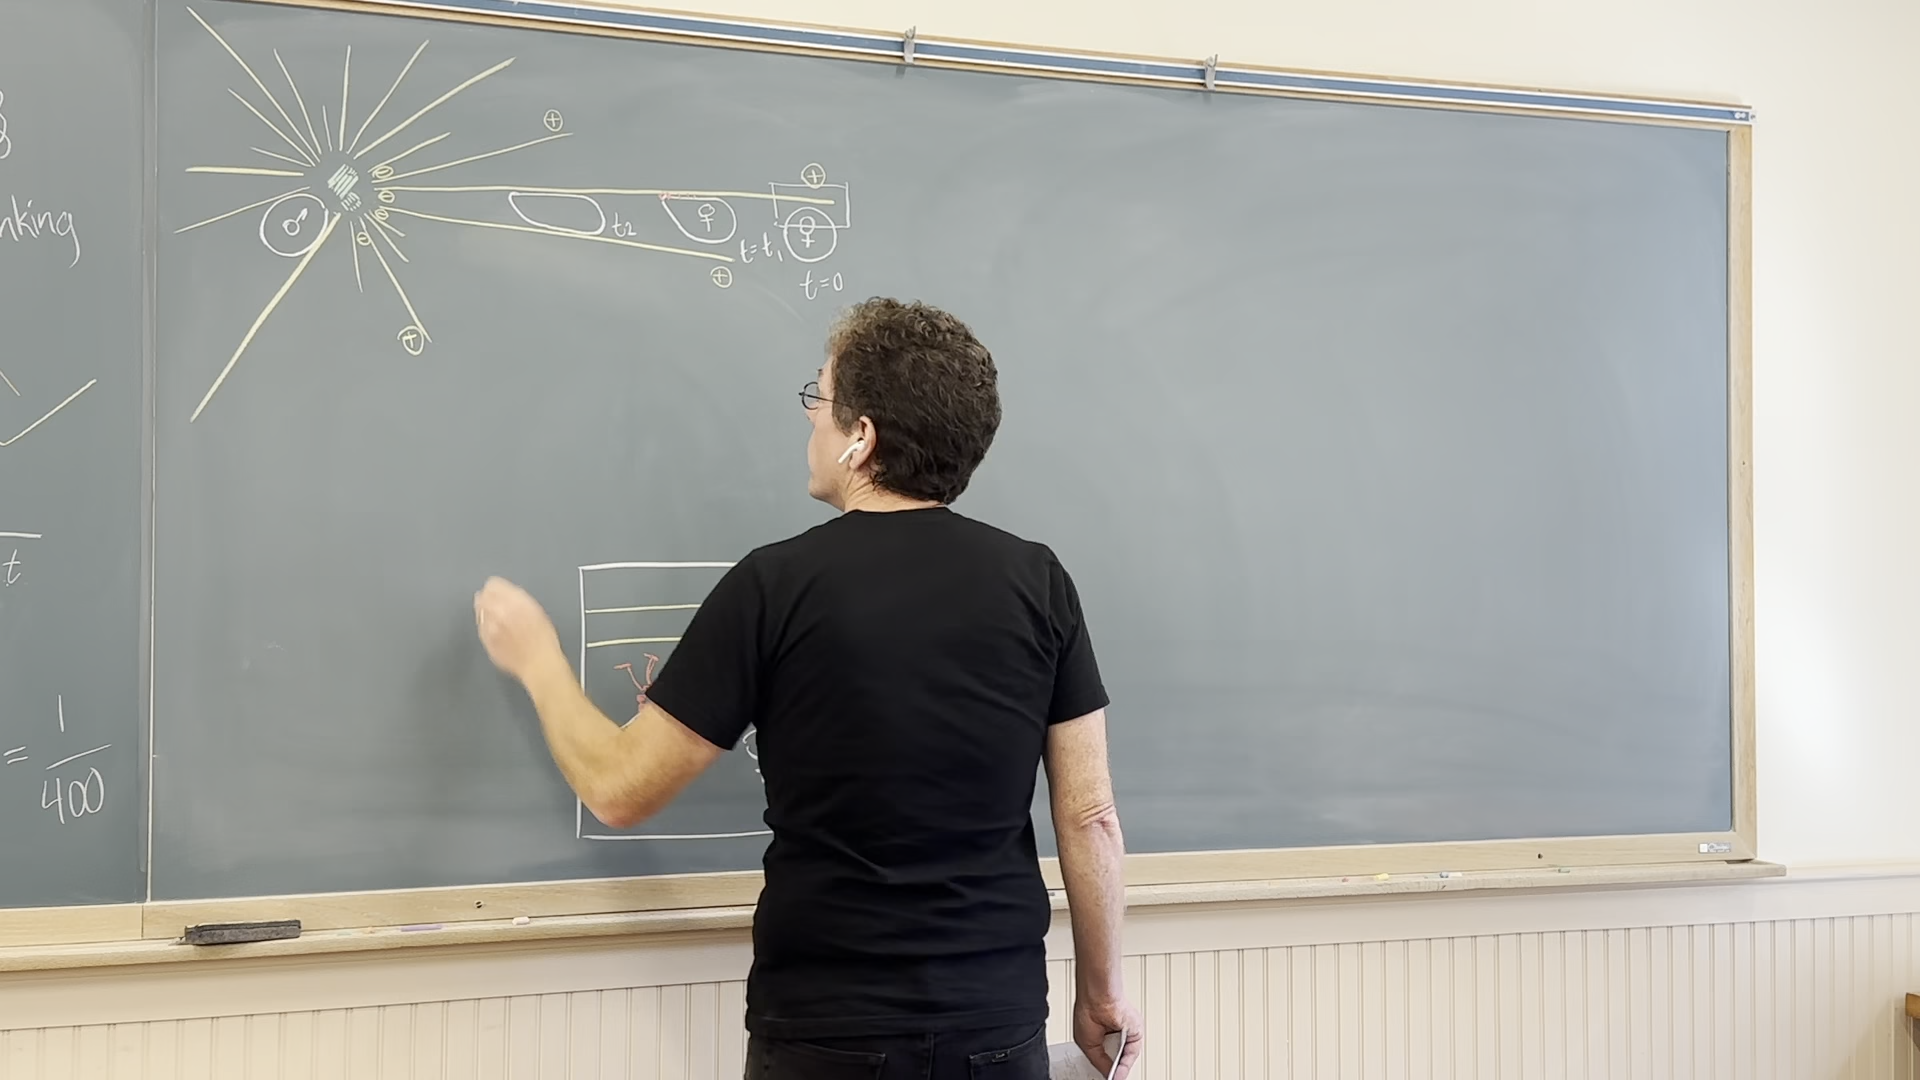 nking
t
= 1
400
♂
⊕
⊖
⊖
⊖
⊖
⊕
⊕
⊕
♀
♀
t₂
t=t₁
t=0